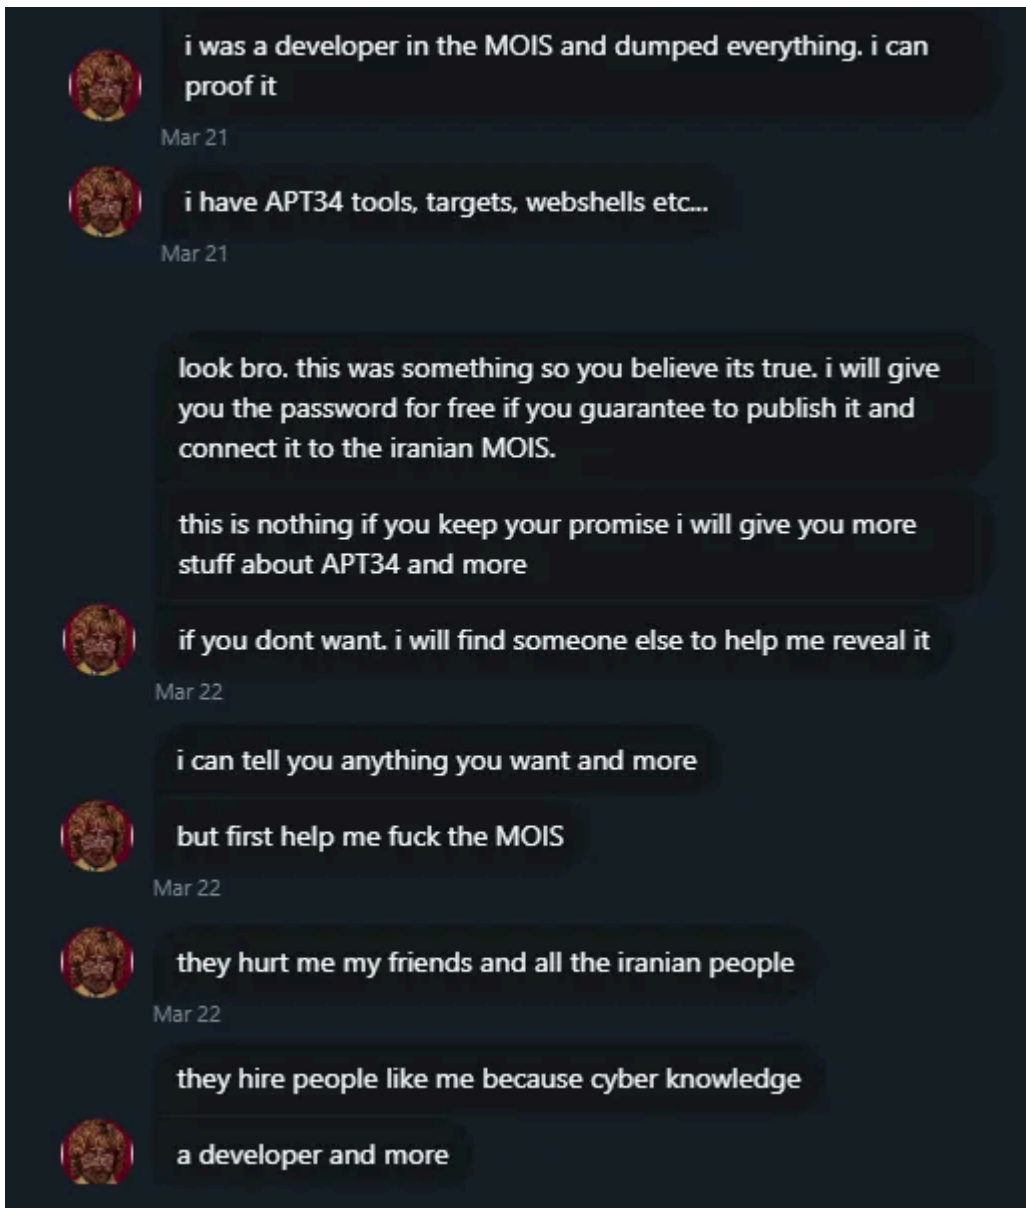 i was a developer in the MOIS and dumped everything. i can
proof it
Mar 21
i have APT34 tools, targets, webshells etc...
Mar 21
look bro. this was something so you believe its true. i will give
you the password for free if you guarantee to publish it and
connect it to the iranian MOIS.
this is nothing if you keep your promise i will give you more
stuff about APT34 and more
if you dont want. i will find someone else to help me reveal it
Mar 22
i can tell you anything you want and more
but first help me fuck the MOIS
Mar 22
they hurt me my friends and all the iranian people
Mar 22
they hire people like me because cyber knowledge
a developer and more